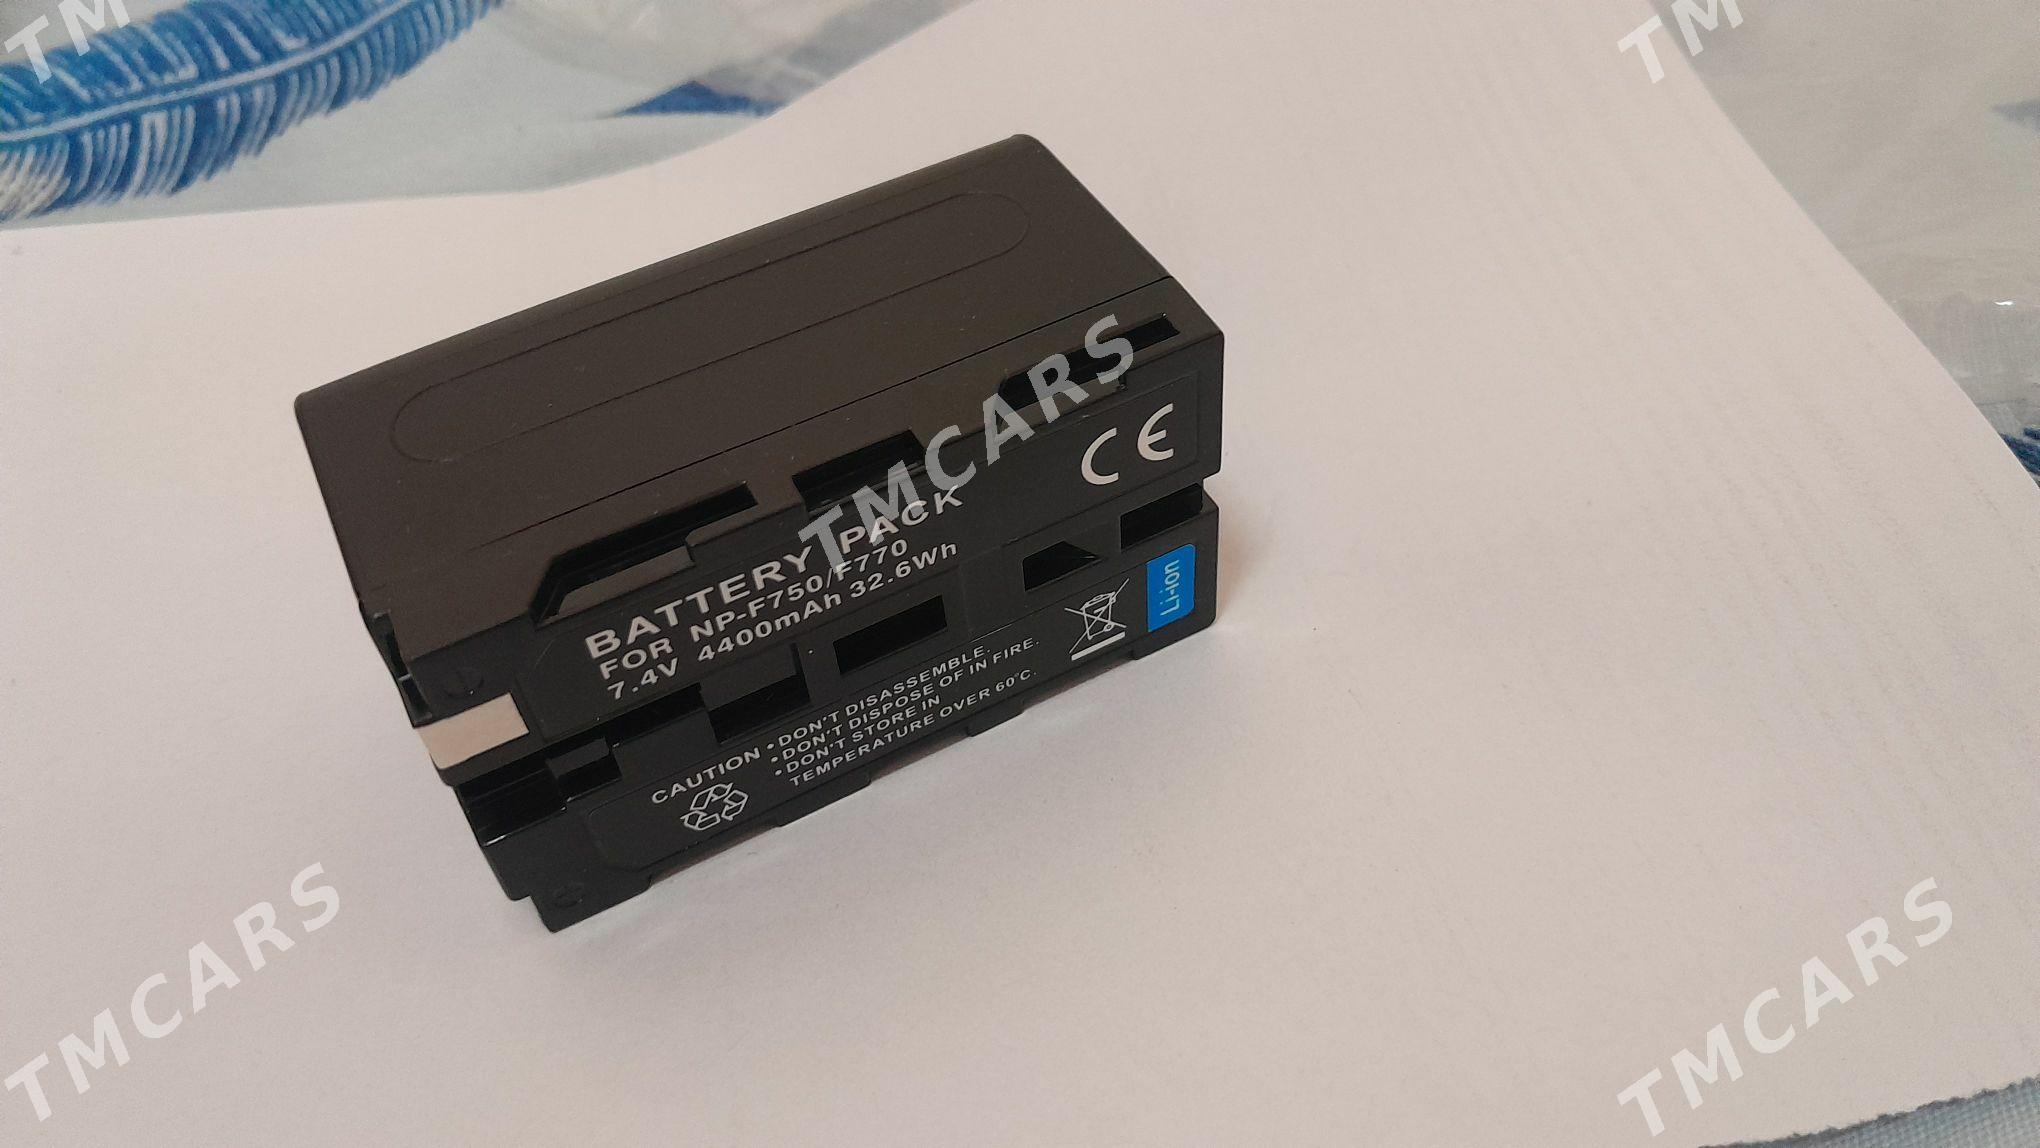 TMCARS
BATTERY PACK
FOR NP-F750/F770
7.4V 4400mAh 32.6Wh
CE
Li-ion
CAUTION • DON'T DISASSEMBLE.
• DON'T DISPOSE OF IN FIRE.
• DON'T STORE IN
TEMPERATURE OVER 60°C.
TM
TM
TMCARS
TMCARS